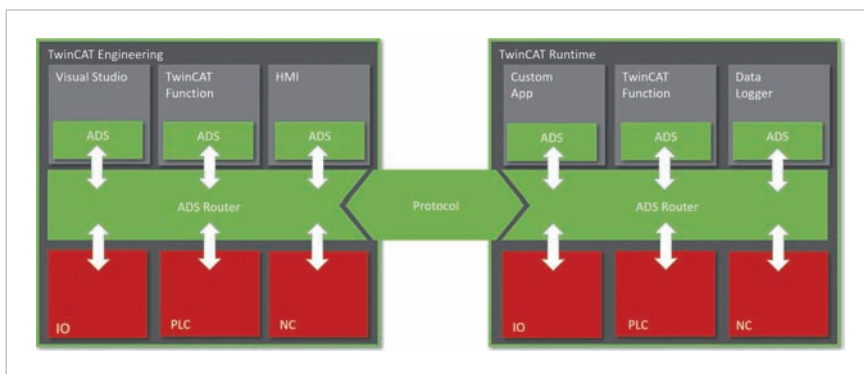 TwinCAT Engineering
Visual Studio
TwinCAT
Function
HMI
ADS
ADS
ADS
ADS Router
IO
PLC
NC
Protocol
TwinCAT Runtime
Custom
App
TwinCAT
Function
Data
Logger
ADS
ADS
ADS
ADS Router
IO
PLC
NC